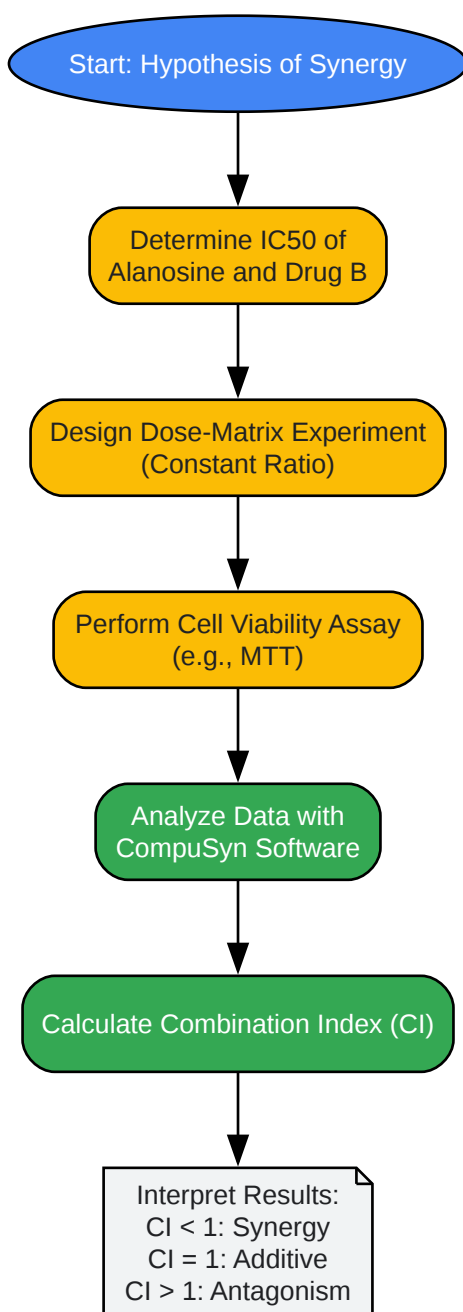 Start: Hypothesis of Synergy
Determine IC50 of
Alanosine and Drug B
Design Dose-Matrix Experiment
(Constant Ratio)
Perform Cell Viability Assay
(e.g., MTT)
Analyze Data with
CompuSyn Software
Calculate Combination Index (CI)
Interpret Results:
CI < 1: Synergy
CI = 1: Additive
CI > 1: Antagonism